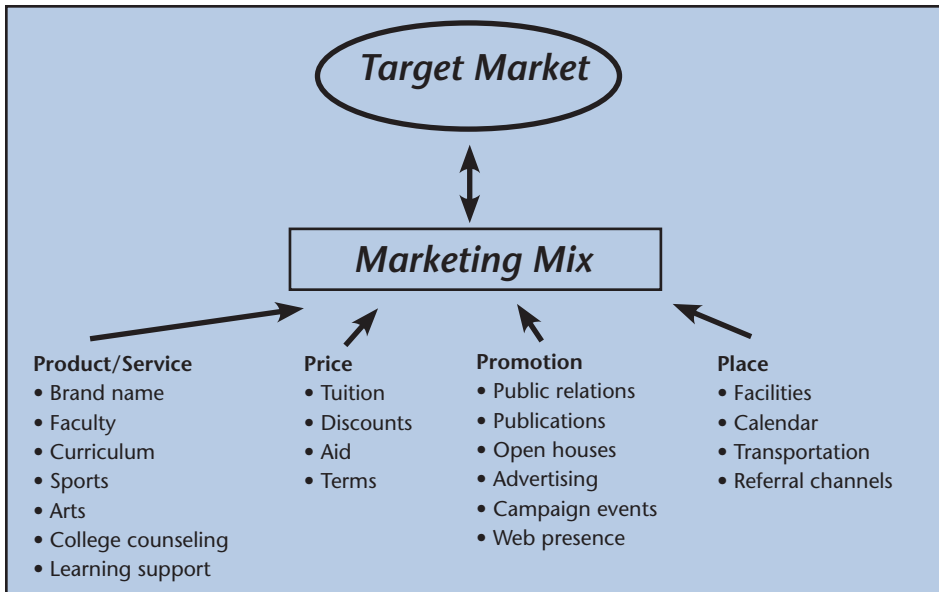 Target Market
Marketing Mix
Product/Service
• Brand name
• Faculty
• Curriculum
• Sports
• Arts
• College counseling
• Learning support
Price
• Tuition
• Discounts
• Aid
• Terms
Promotion
• Public relations
• Publications
• Open houses
• Advertising
• Campaign events
• Web presence
Place
• Facilities
• Calendar
• Transportation
• Referral channels